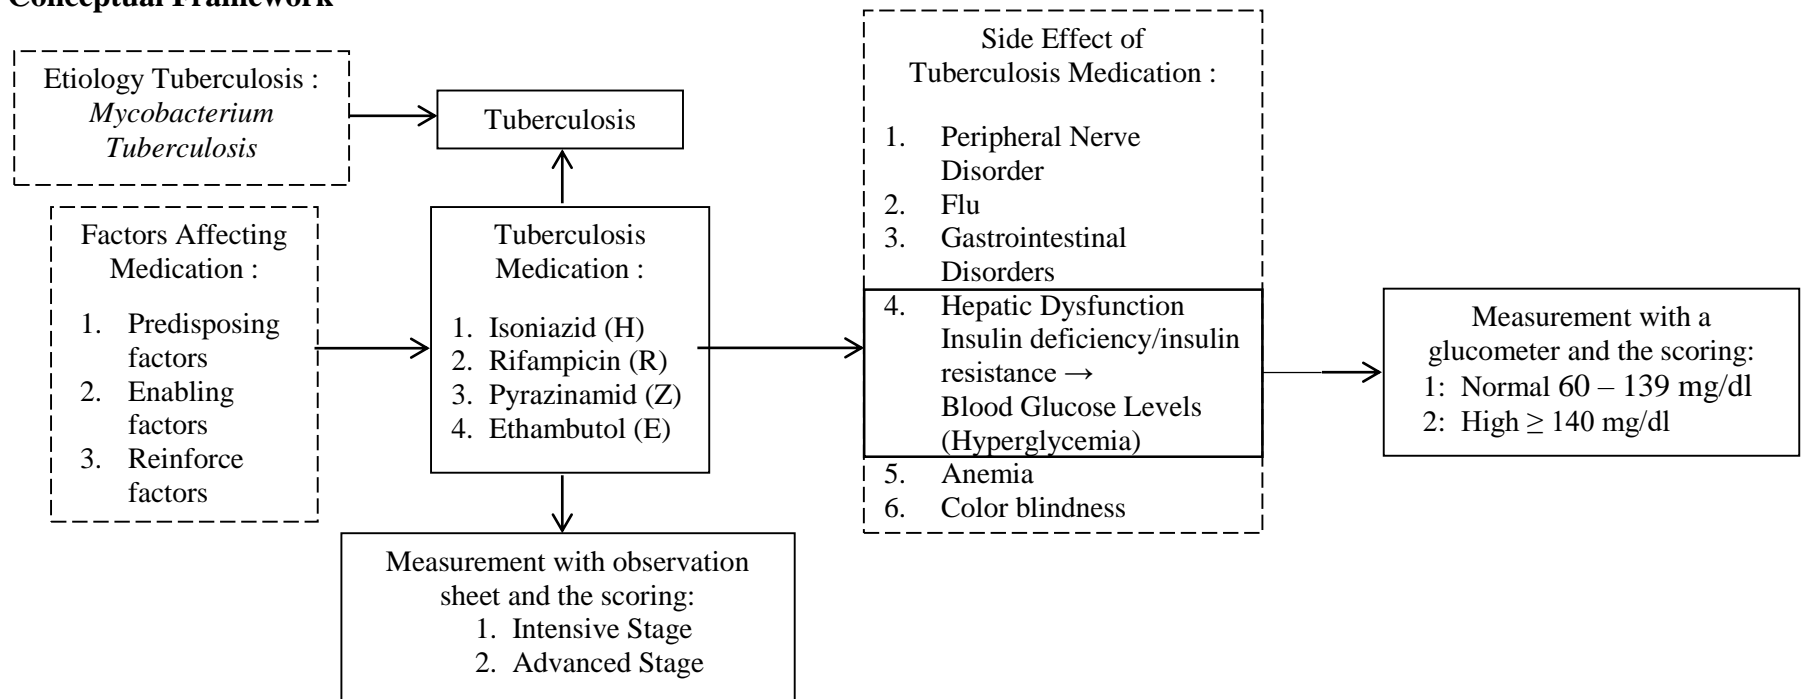 Conceptual Framework
Etiology Tuberculosis :
Mycobacterium
Tuberculosis
Tuberculosis
Factors Affecting
Medication :
1. Predisposing
factors
2. Enabling
factors
3. Reinforce
factors
Tuberculosis
Medication :
1. Isoniazid (H)
2. Rifampicin (R)
3. Pyrazinamid (Z)
4. Ethambutol (E)
Measurement with observation
sheet and the scoring:
1. Intensive Stage
2. Advanced Stage
Side Effect of
Tuberculosis Medication :
1. Peripheral Nerve
Disorder
2. Flu
3. Gastrointestinal
Disorders
4. Hepatic Dysfunction
Insulin deficiency/insulin
resistance →
Blood Glucose Levels
(Hyperglycemia)
5. Anemia
6. Color blindness
Measurement with a
glucometer and the scoring:
1: Normal 60 – 139 mg/dl
2: High ≥ 140 mg/dl